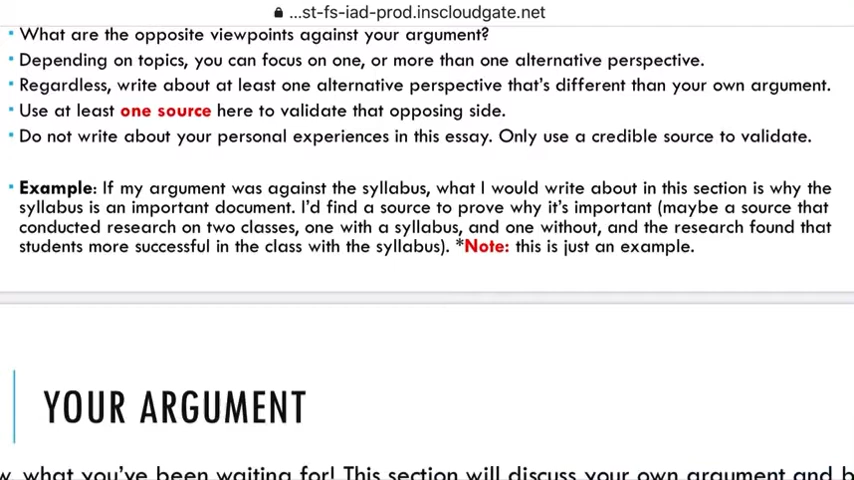 ...st-fs-iad-prod.inscloudgate.net
▪ What are the opposite viewpoints against your argument?
▪ Depending on topics, you can focus on one, or more than one alternative perspective.
▪ Regardless, write about at least one alternative perspective that's different than your own argument.
▪ Use at least one source here to validate that opposing side.
▪ Do not write about your personal experiences in this essay. Only use a credible source to validate.
▪ Example: If my argument was against the syllabus, what I would write about in this section is why the
syllabus is an important document. I'd find a source to prove why it's important (maybe a source that
conducted research on two classes, one with a syllabus, and one without, and the research found that
students more successful in the class with the syllabus). *Note: this is just an example.
YOUR ARGUMENT
what you've been waiting for! This section will discuss your own argument and